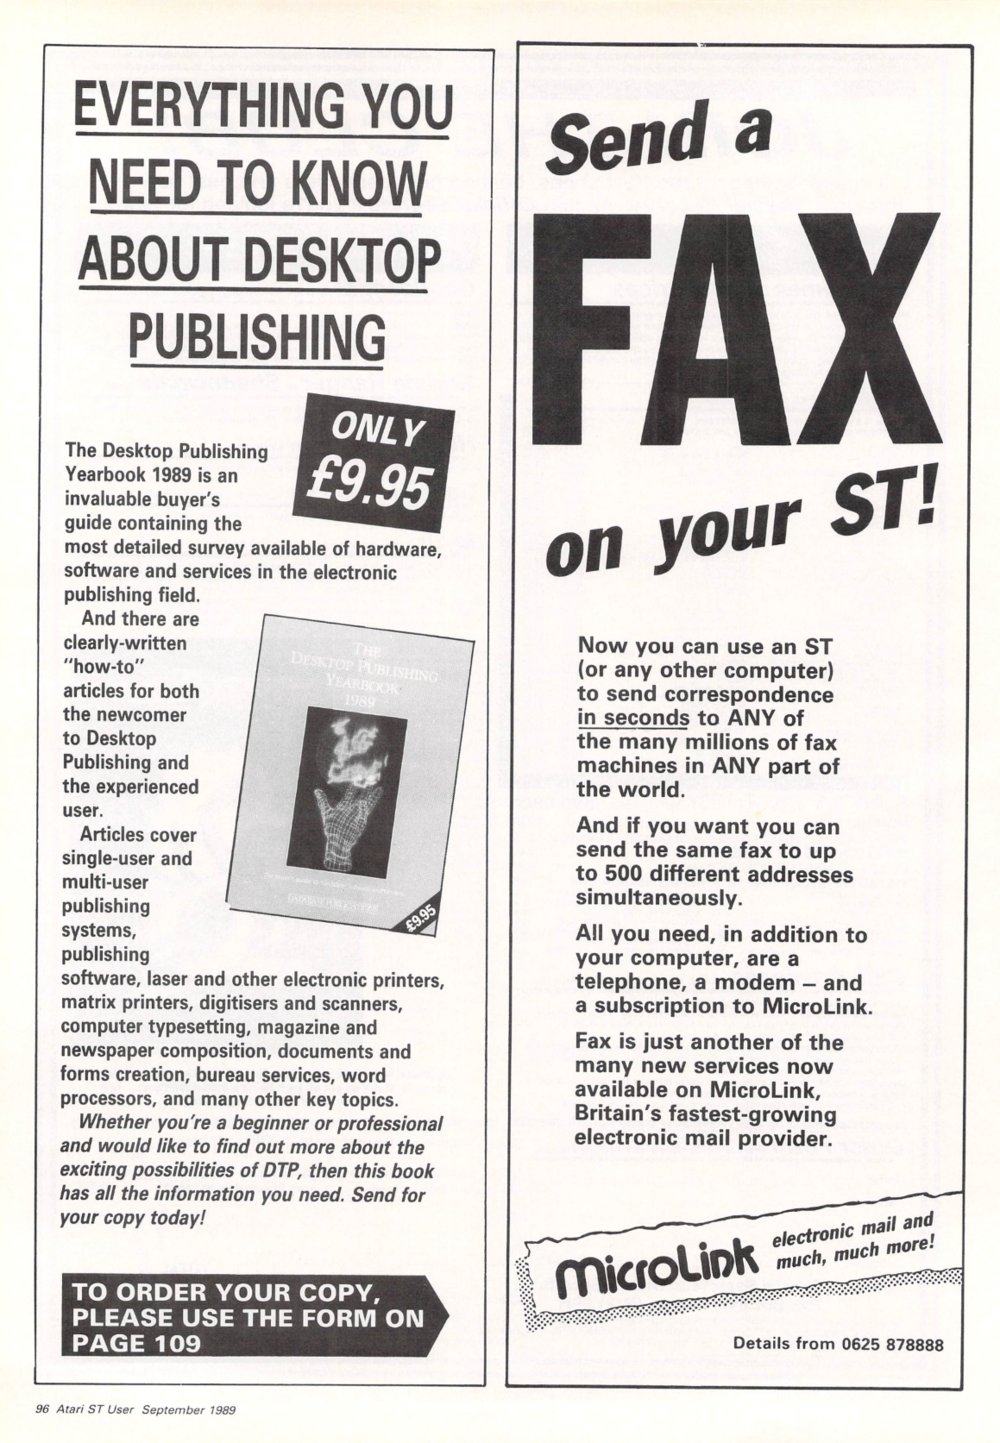 EVERYTHING YOU
NEED TO KNOW
ABOUT DESKTOP
PUBLISHING
ONLY
£9.95
The Desktop Publishing
Yearbook 1989 is an
invaluable buyer's
guide containing the
most detailed survey available of hardware,
software and services in the electronic
publishing field.
And there are
clearly-written
"how-to"
articles for both
the newcomer
to Desktop
Publishing and
the experienced
user.
Articles cover
single-user and
multi-user
publishing
systems,
publishing
software, laser and other electronic printers,
matrix printers, digitisers and scanners,
computer typesetting, magazine and
newspaper composition, documents and
forms creation, bureau services, word
processors, and many other key topics.
Whether you're a beginner or professional
and would like to find out more about the
exciting possibilities of DTP, then this book
has all the information you need. Send for
your copy today!
THE
DESKTOP PUBLISHING
YEARBOOK
1989
£9.95
TO ORDER YOUR COPY,
PLEASE USE THE FORM ON
PAGE 109
Send a
FAX
on your ST!
Now you can use an ST
(or any other computer)
to send correspondence
in seconds to ANY of
the many millions of fax
machines in ANY part of
the world.
And if you want you can
send the same fax to up
to 500 different addresses
simultaneously.
All you need, in addition to
your computer, are a
telephone, a modem – and
a subscription to MicroLink.
Fax is just another of the
many new services now
available on MicroLink,
Britain's fastest-growing
electronic mail provider.
MicroLink
electronic mail and
much, much more!
Details from 0625 878888
96 Atari ST User September 1989